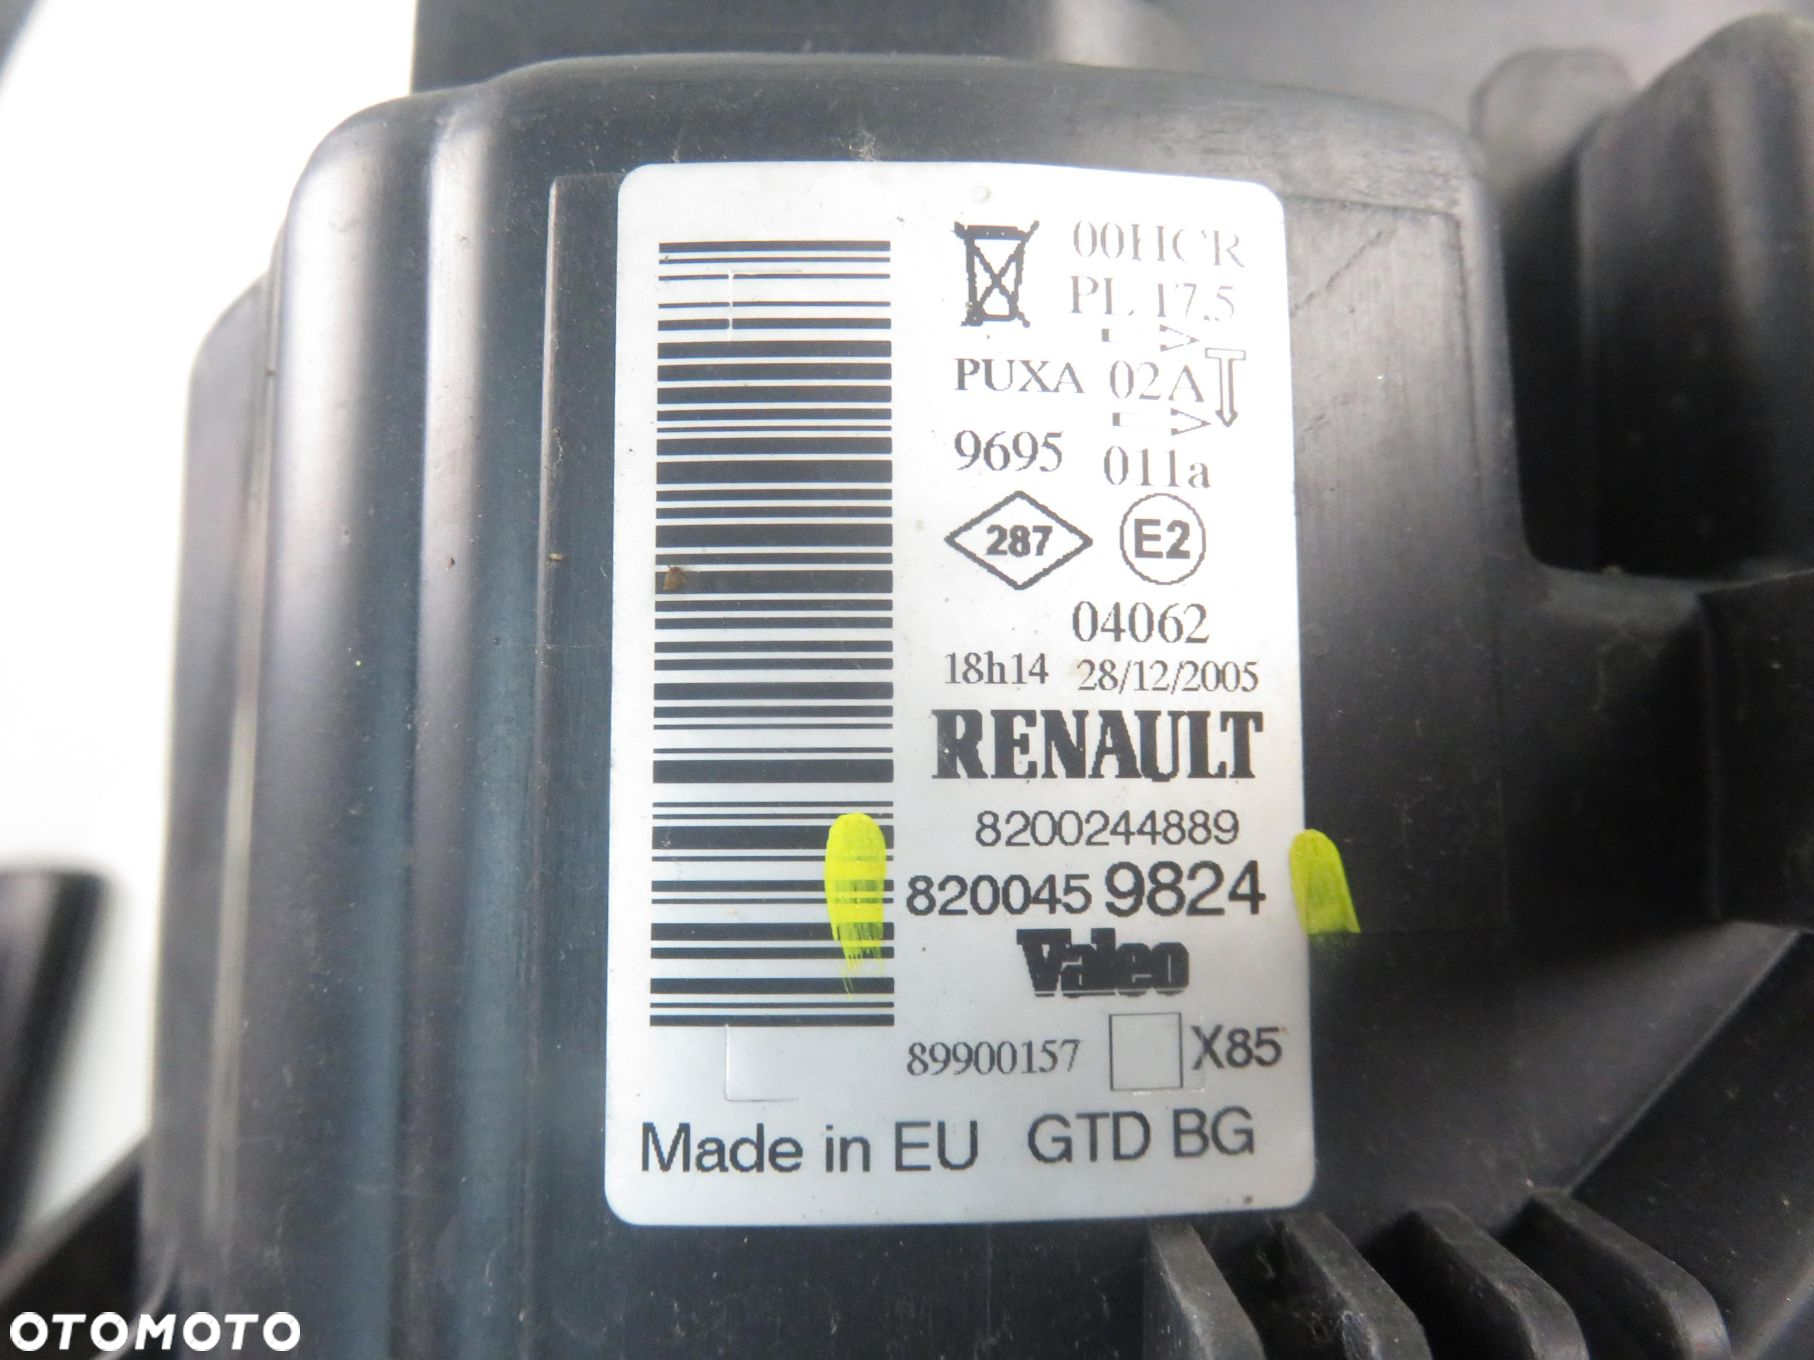 00HCR
PL 17.5
PUXA 02A
9695 011a
287 E2
04062
18h14 28/12/2005
RENAULT
8200244889
8200459824
Valeo
89900157 X85
Made in EU GTD BG
OTOMOTO